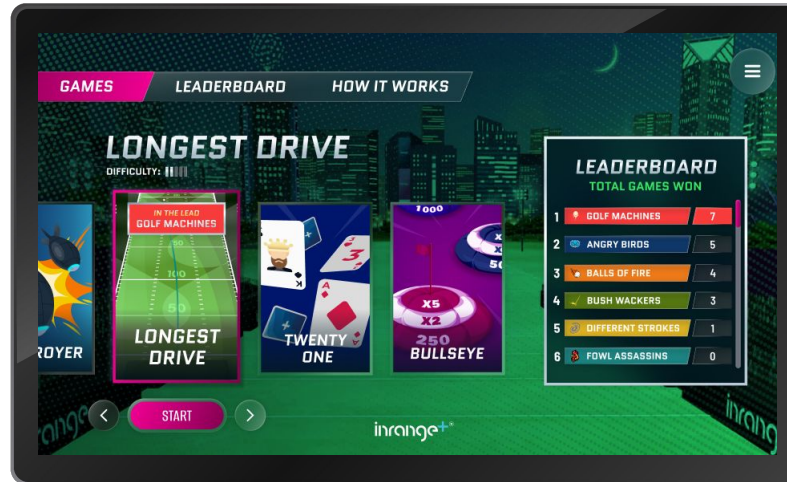 GAMES
LEADERBOARD
HOW IT WORKS
LONGEST DRIVE
DIFFICULTY:
ROYER
IN THE LEAD
GOLF MACHINES
50
100
50
LONGEST
DRIVE
K
K
3
3
A
A
TWENTY
ONE
1000
X
X
50
X5
X2
250
BULLSEYE
LEADERBOARD
TOTAL GAMES WON
1 GOLF MACHINES 7
2 ANGRY BIRDS 5
3 BALLS OF FIRE 4
4 BUSH WACKERS 3
5 DIFFERENT STROKES 1
6 FOWL ASSASSINS 0
START
inrange+®